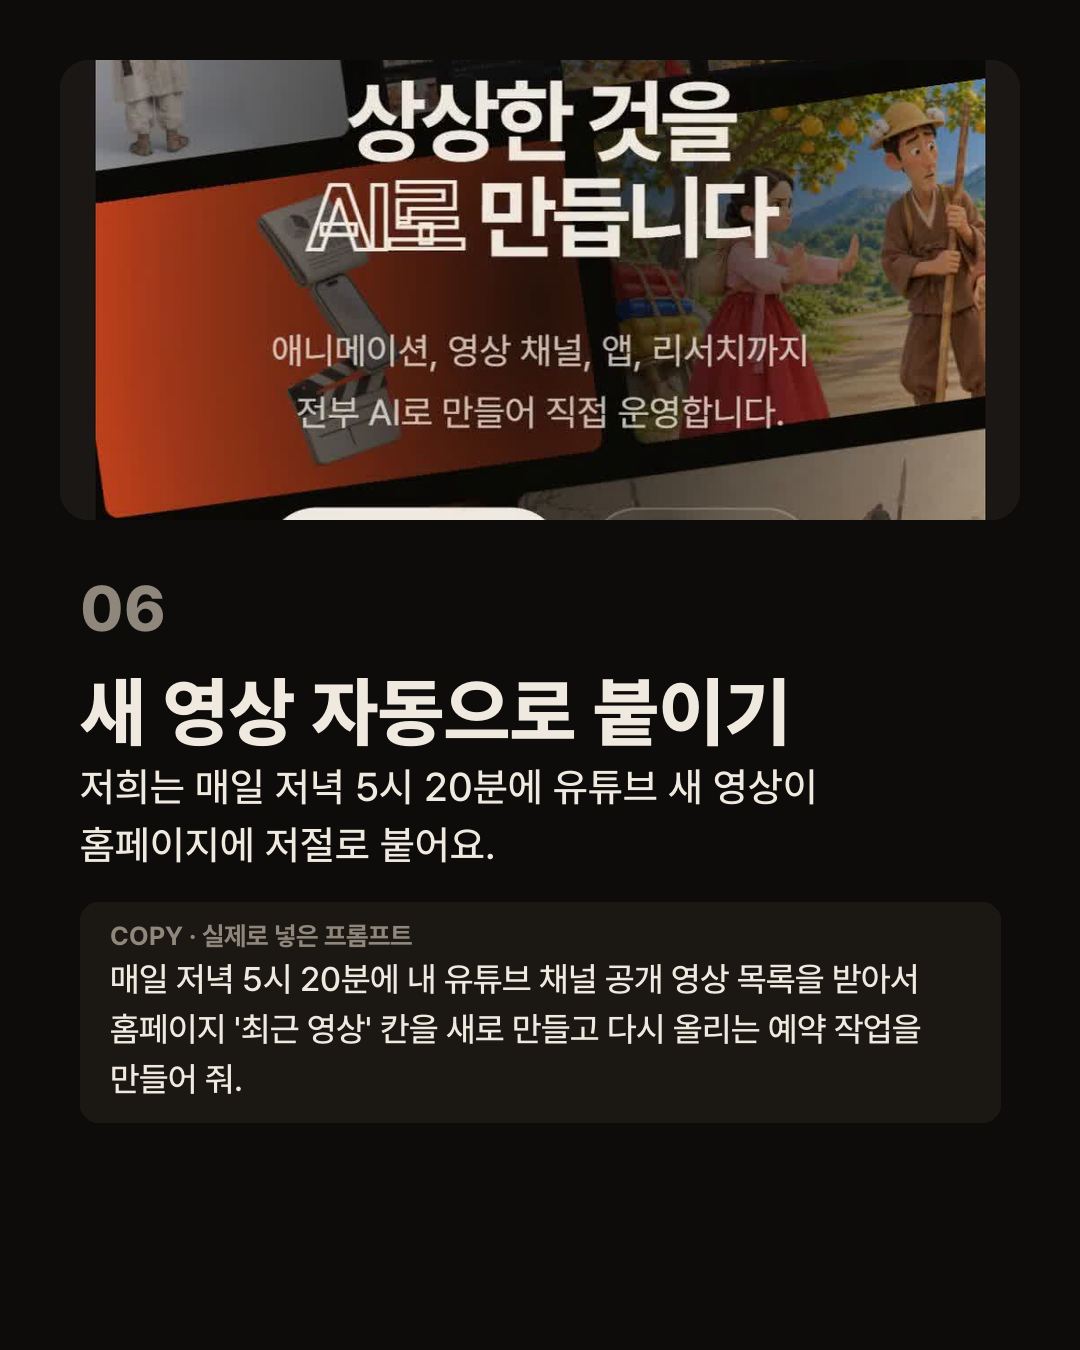 상상한 것을
AI로 만듭니다
애니메이션, 영상 채널, 앱, 리서치까지
전부 AI로 만들어 직접 운영합니다.
06
새 영상 자동으로 붙이기
저희는 매일 저녁 5시 20분에 유튜브 새 영상이
홈페이지에 저절로 붙어요.
COPY · 실제로 넣은 프롬프트
매일 저녁 5시 20분에 내 유튜브 채널 공개 영상 목록을 받아서
홈페이지 '최근 영상' 칸을 새로 만들고 다시 올리는 예약 작업을
만들어 줘.